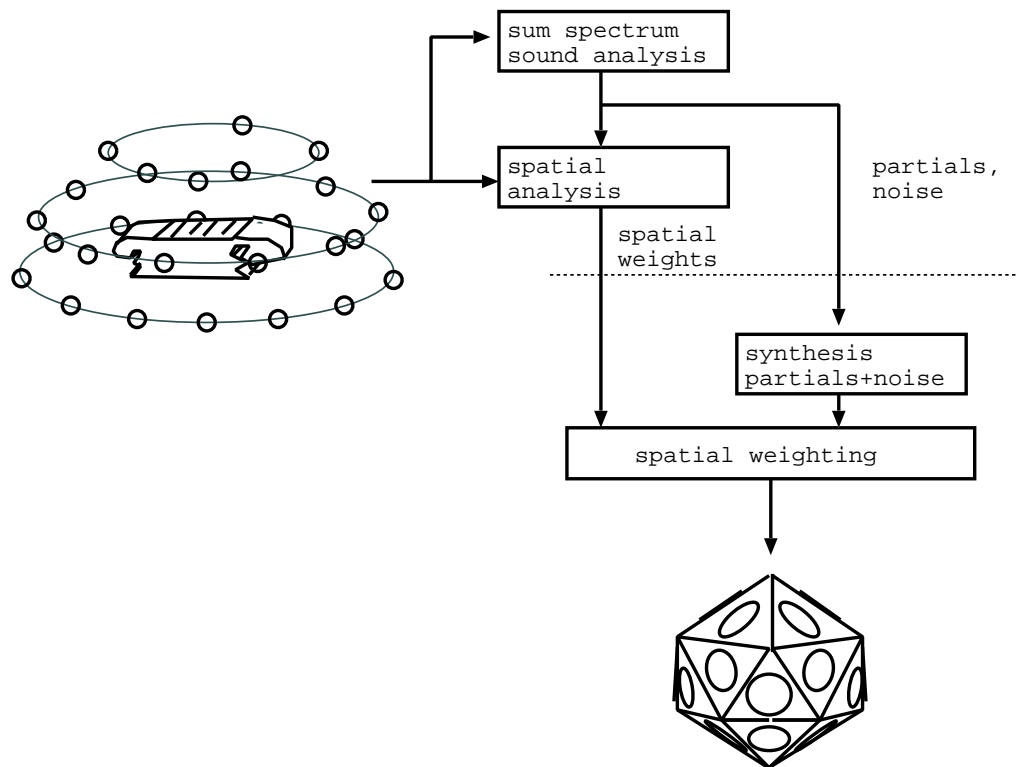 sum spectrum
sound analysis
spatial
analysis
partials,
noise
spatial
weights
synthesis
partials+noise
spatial weighting